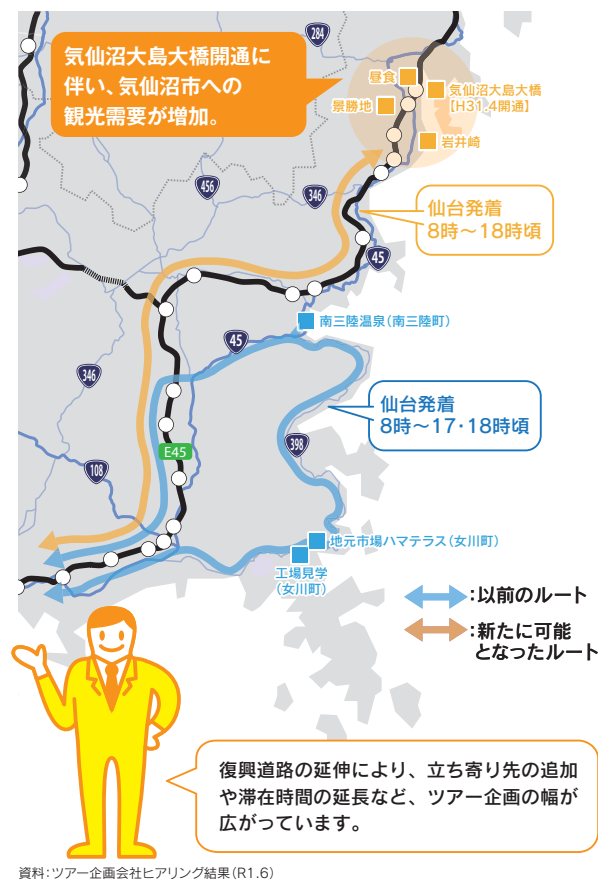 気仙沼大島大橋開通に
伴い、気仙沼市への
観光需要が増加。
284
昼食
景勝地
気仙沼大島大橋
【H31.4開通】
岩井崎
456
346
仙台発着
8時～18時頃
45
南三陸温泉(南三陸町)
45
346
仙台発着
8時～17・18時頃
398
E45
108
地元市場ハマテラス(女川町)
工場見学
(女川町)
:以前のルート
:新たに可能
となったルート
復興道路の延伸により、立ち寄り先の追加
や滞在時間の延長など、ツアー企画の幅が
広がっています。
資料:ツアー企画会社ヒアリング結果(R1.6)